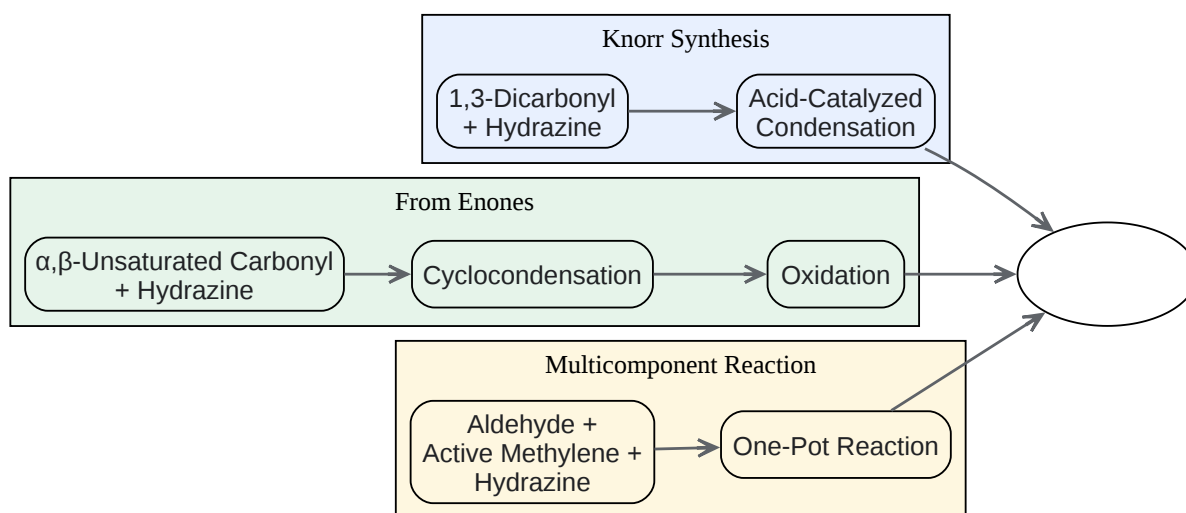 Knorr Synthesis
1,3-Dicarbonyl
+ Hydrazine
Acid-Catalyzed
Condensation
From Enones
α,β-Unsaturated Carbonyl
+ Hydrazine
Cyclocondensation
Oxidation
Multicomponent Reaction
Aldehyde +
Active Methylene +
Hydrazine
One-Pot Reaction